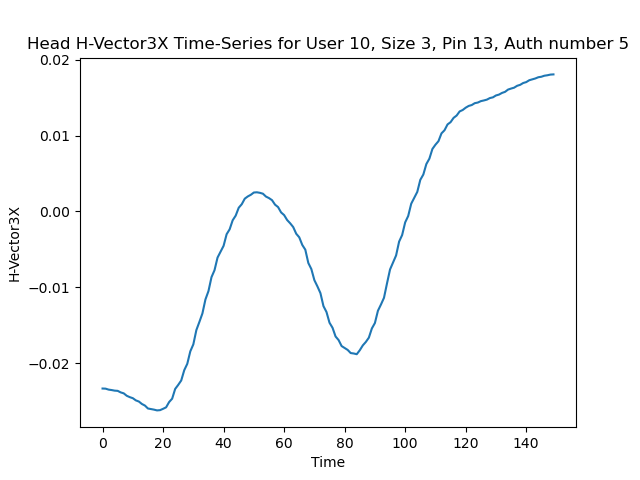 Head H-Vector3X Time-Series for User 10, Size 3, Pin 13, Auth number 5
0.02
0.01
0.00
−0.01
−0.02
H-Vector3X
0 20 40 60 80 100 120 140
Time